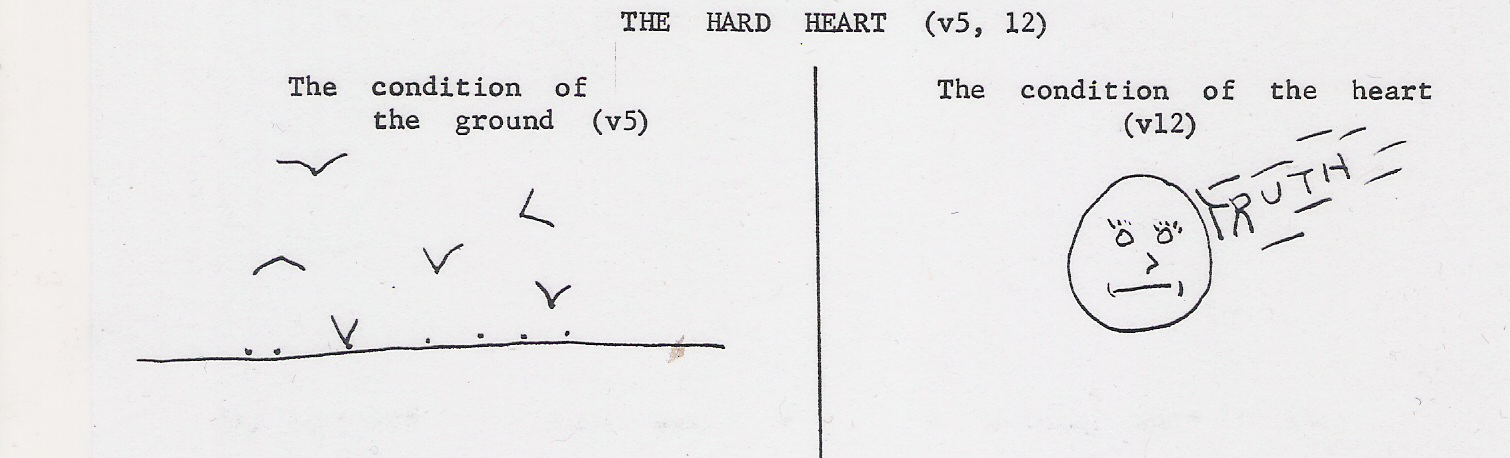 THE HARD HEART (v5, 12)
The condition of
the ground (v5)
The condition of the heart
(v12)
TRUTH